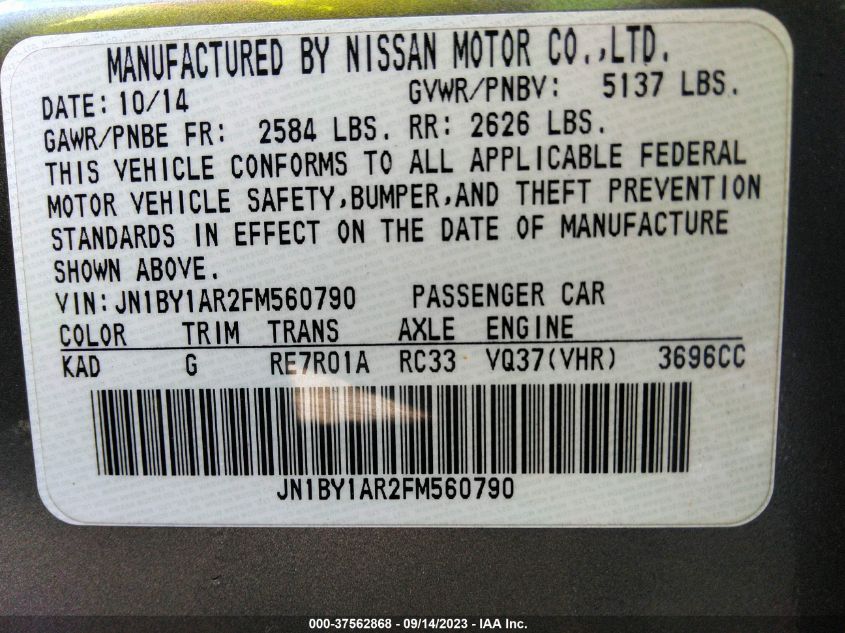 MANUFACTURED BY NISSAN MOTOR CO.,LTD.
DATE: 10/14 GVWR/PNBV: 5137 LBS.
GAWR/PNBE FR: 2584 LBS. RR: 2626 LBS.
THIS VEHICLE CONFORMS TO ALL APPLICABLE FEDERAL
MOTOR VEHICLE SAFETY,BUMPER,AND THEFT PREVENTION
STANDARDS IN EFFECT ON THE DATE OF MANUFACTURE
SHOWN ABOVE.
VIN: JN1BY1AR2FM560790 PASSENGER CAR
COLOR TRIM TRANS AXLE ENGINE
KAD G RE7R01A RC33 VQ37(VHR) 3696CC
JN1BY1AR2FM560790
000-37562868 - 09/14/2023 - IAA Inc.